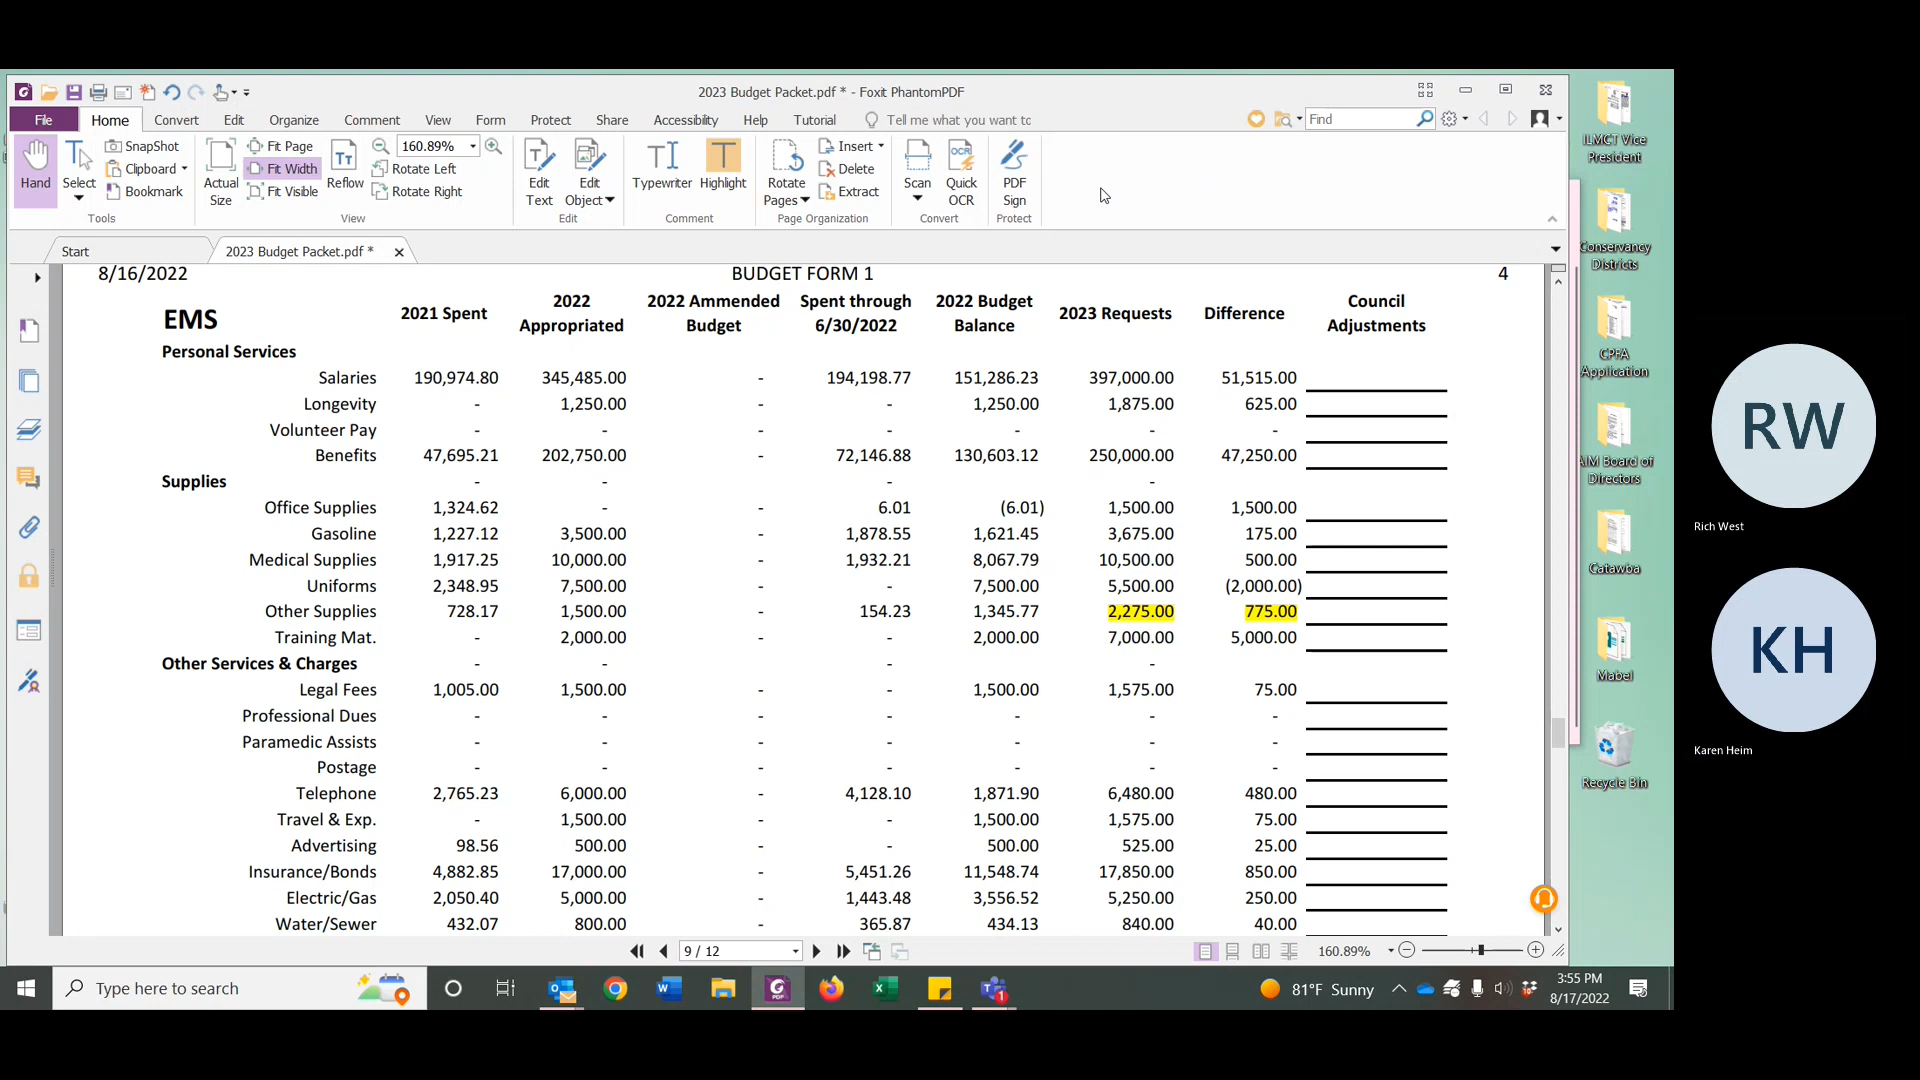 2023 Budget Packet.pdf * - Foxit PhantomPDF
File Home Convert Edit Organize Comment View Form Protect Share Accessibility Help Tutorial Tell me what you want to Find
Hand Select SnapShot Clipboard Bookmark Actual Size Fit Page Fit Width Fit Visible Reflow 160.89% Rotate Left Rotate Right Edit Text Edit Object Typewriter Highlight Rotate Pages Insert Delete Extract Scan Quick OCR PDF Sign
Tools View Edit Comment Page Organization Convert Protect
Start 2023 Budget Packet.pdf *
8/16/2022 BUDGET FORM 1 4
EMS 2021 Spent 2022 Appropriated 2022 Ammended Budget Spent through 6/30/2022 2022 Budget Balance 2023 Requests Difference Council Adjustments
Personal Services
Salaries 190,974.80 345,485.00 - 194,198.77 151,286.23 397,000.00 51,515.00
Longevity - 1,250.00 - - 1,250.00 1,875.00 625.00
Volunteer Pay - - - - - - -
Benefits 47,695.21 202,750.00 - 72,146.88 130,603.12 250,000.00 47,250.00
Supplies - - - -
Office Supplies 1,324.62 - - 6.01 (6.01) 1,500.00 1,500.00
Gasoline 1,227.12 3,500.00 - 1,878.55 1,621.45 3,675.00 175.00
Medical Supplies 1,917.25 10,000.00 - 1,932.21 8,067.79 10,500.00 500.00
Uniforms 2,348.95 7,500.00 - - 7,500.00 5,500.00 (2,000.00)
Other Supplies 728.17 1,500.00 - 154.23 1,345.77 2,275.00 775.00
Training Mat. - 2,000.00 - - 2,000.00 7,000.00 5,000.00
Other Services & Charges - - - -
Legal Fees 1,005.00 1,500.00 - - 1,500.00 1,575.00 75.00
Professional Dues - - - - - - -
Paramedic Assists - - - - - - -
Postage - - - - - - -
Telephone 2,765.23 6,000.00 - 4,128.10 1,871.90 6,480.00 480.00
Travel & Exp. - 1,500.00 - - 1,500.00 1,575.00 75.00
Advertising 98.56 500.00 - - 500.00 525.00 25.00
Insurance/Bonds 4,882.85 17,000.00 - 5,451.26 11,548.74 17,850.00 850.00
Electric/Gas 2,050.40 5,000.00 - 1,443.48 3,556.52 5,250.00 250.00
Water/Sewer 432.07 800.00 - 365.87 434.13 840.00 40.00
9 / 12 160.89%
ILMCT Vice President
Conservancy Districts
CPFA Application
AIM Board of Directors
Catawba
Mabel
Recycle Bin
RW
Rich West
KH
Karen Heim
Type here to search 81°F Sunny 3:55 PM
8/17/2022